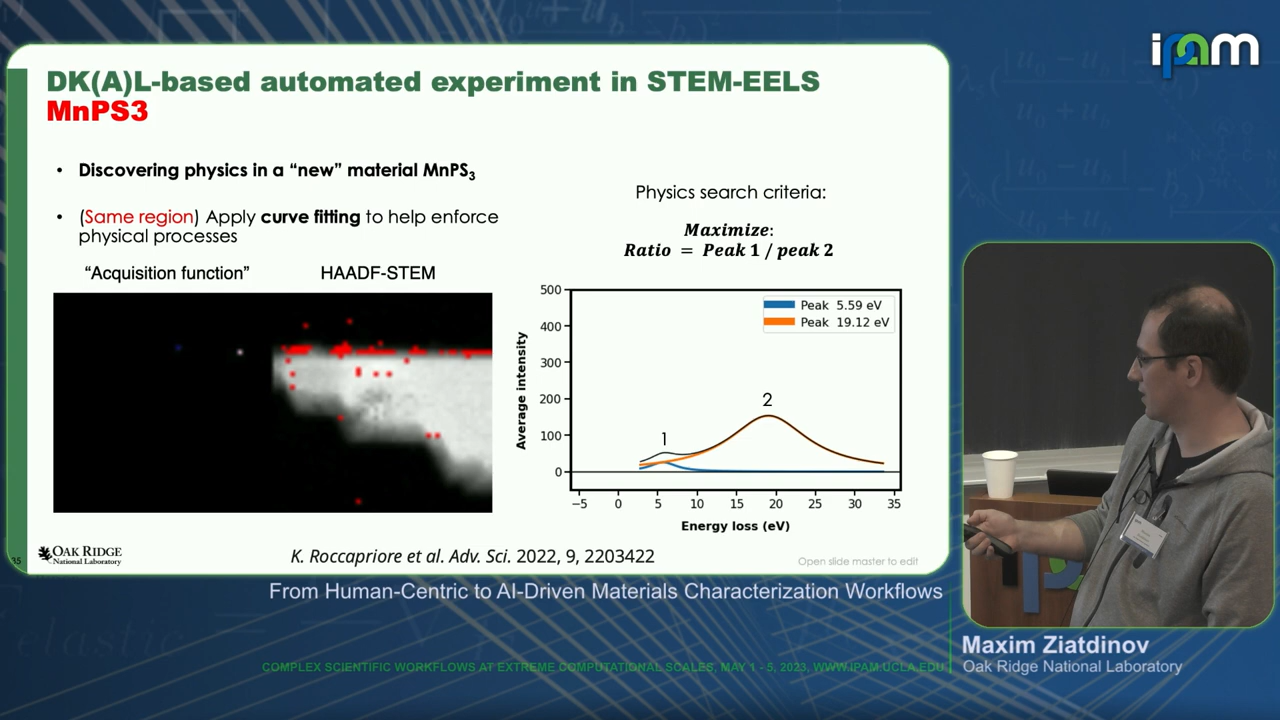 ipam
DK(A)L-based automated experiment in STEM-EELS
MnPS3
• Discovering physics in a “new” material MnPS3
• (Same region) Apply curve fitting to help enforce
physical processes
“Acquisition function”
HAADF-STEM
Physics search criteria:
Maximize:
Ratio = Peak 1 / peak 2
500
400
300
200
100
0
Average intensity
Peak 5.59 eV
Peak 19.12 eV
1
2
−5 0 5 10 15 20 25 30 35
Energy loss (eV)
35
OAK RIDGE
National Laboratory
K. Roccapriore et al. Adv. Sci. 2022, 9, 2203422
Open slide master to edit
From Human-Centric to AI-Driven Materials Characterization Workflows
Maxim Ziatdinov
Oak Ridge National Laboratory
COMPLEX SCIENTIFIC WORKFLOWS AT EXTREME COMPUTATIONAL SCALES, MAY 1 - 5, 2023, WWW.IPAM.UCLA.EDU
elastic